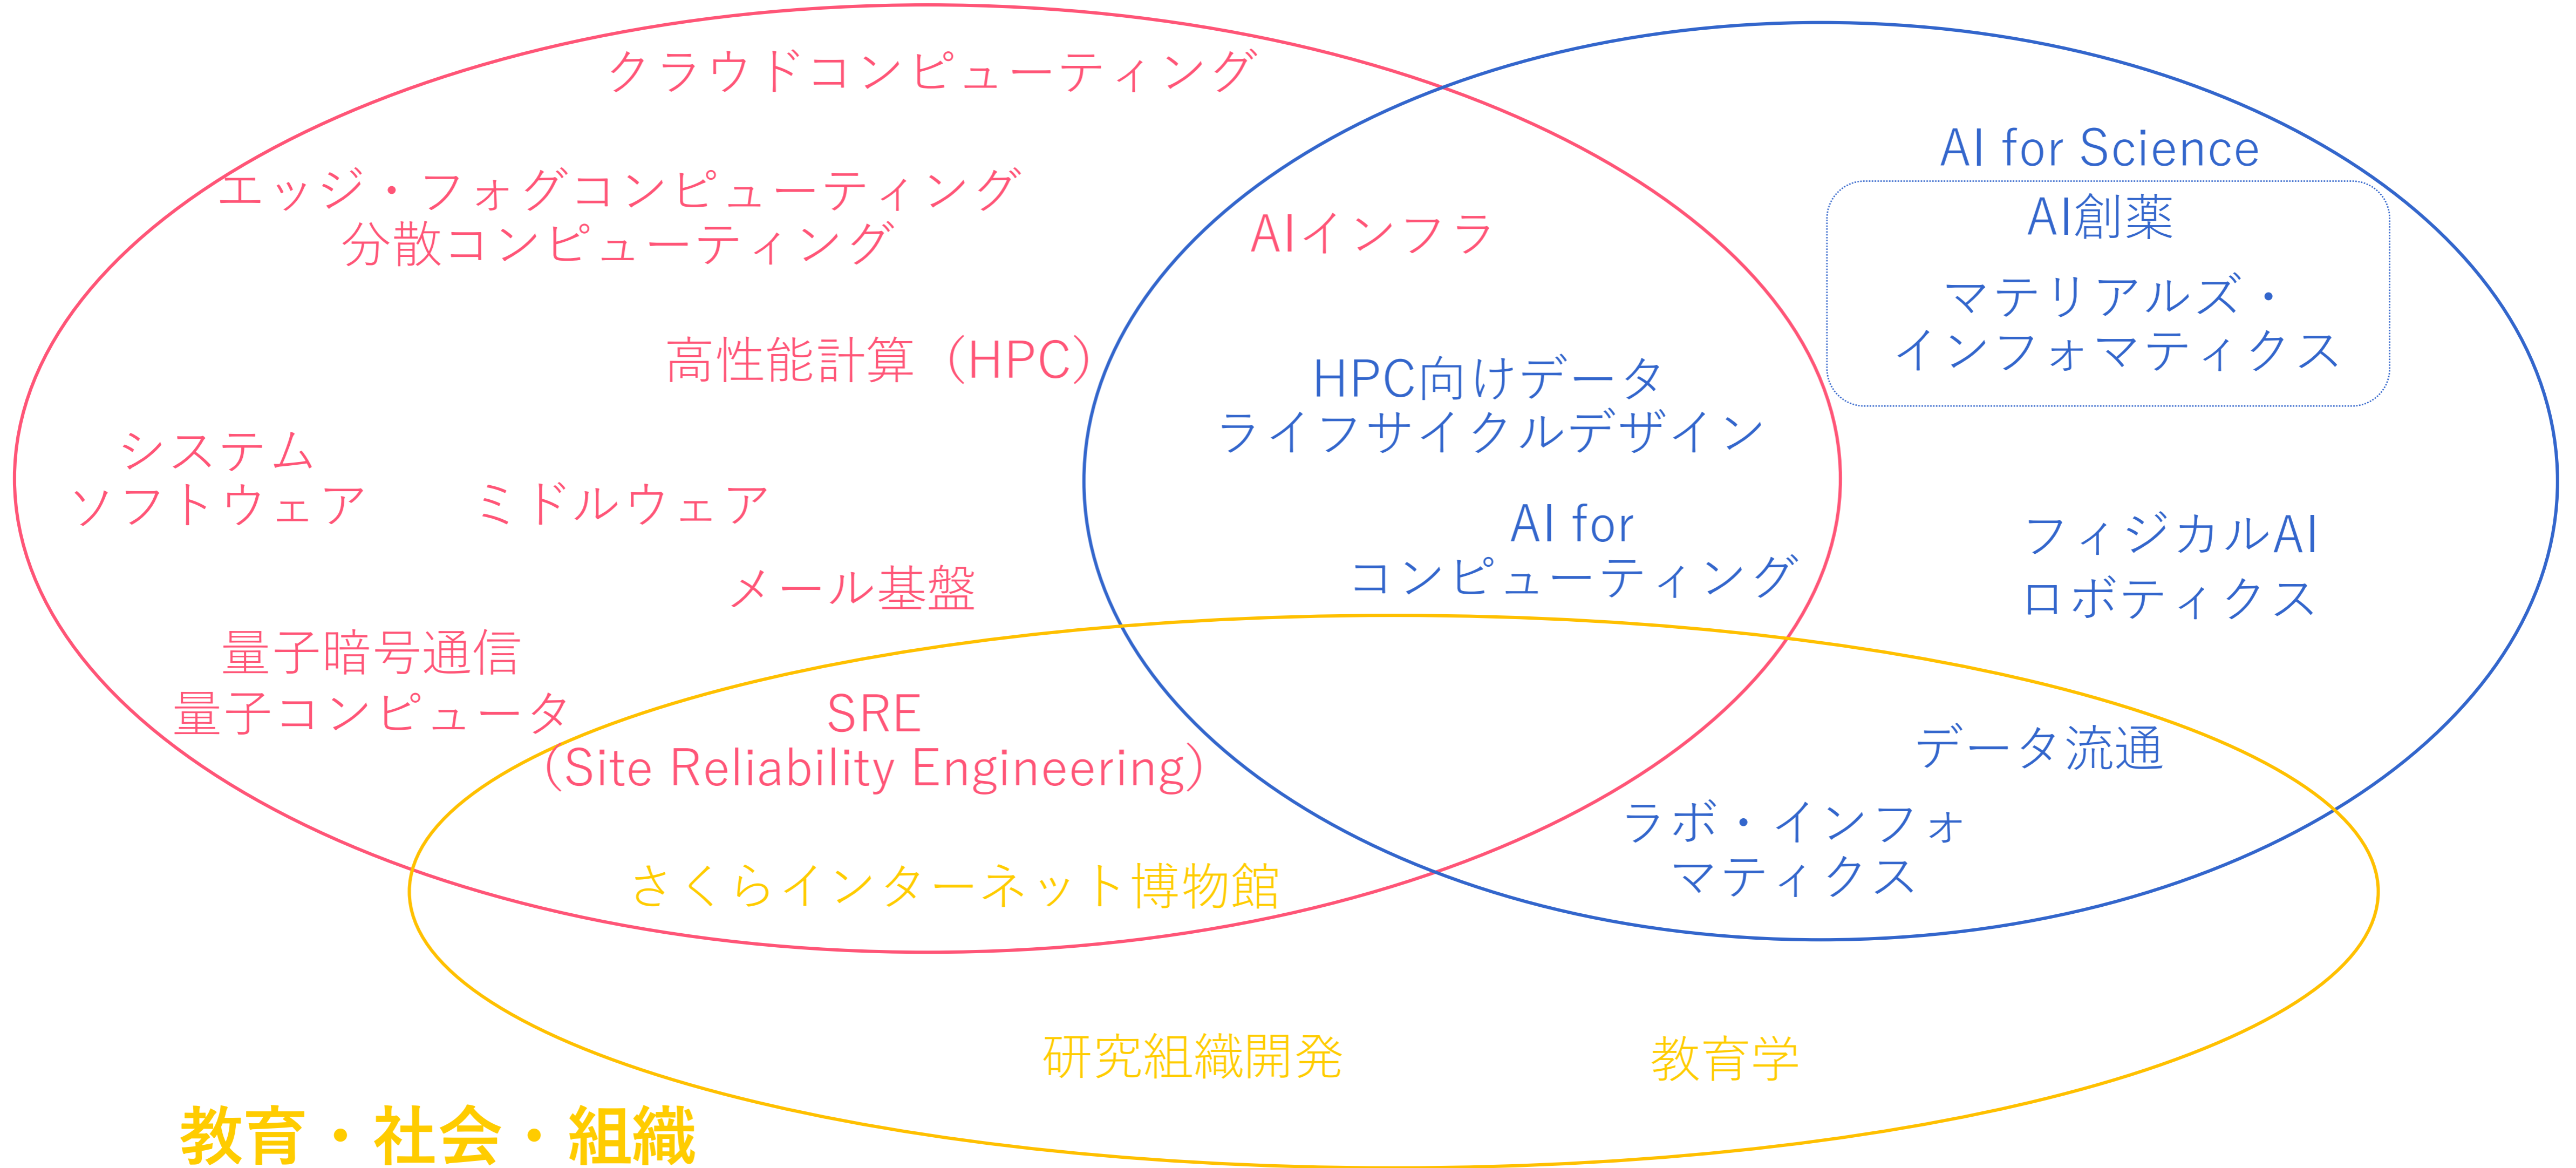 クラウドコンピューティング
エッジ・フォグコンピューティング
分散コンピューティング
高性能計算（HPC）
システム
ソフトウェア
ミドルウェア
メール基盤
量子暗号通信
量子コンピュータ
SRE
（Site Reliability Engineering）
さくらインターネット博物館
AIインフラ
HPC向けデータ
ライフサイクルデザイン
AI for
コンピューティング
AI for Science
AI創薬
マテリアルズ・
インフォマティクス
フィジカルAI
ロボティクス
データ流通
ラボ・インフォ
マティクス
研究組織開発
教育学
教育・社会・組織